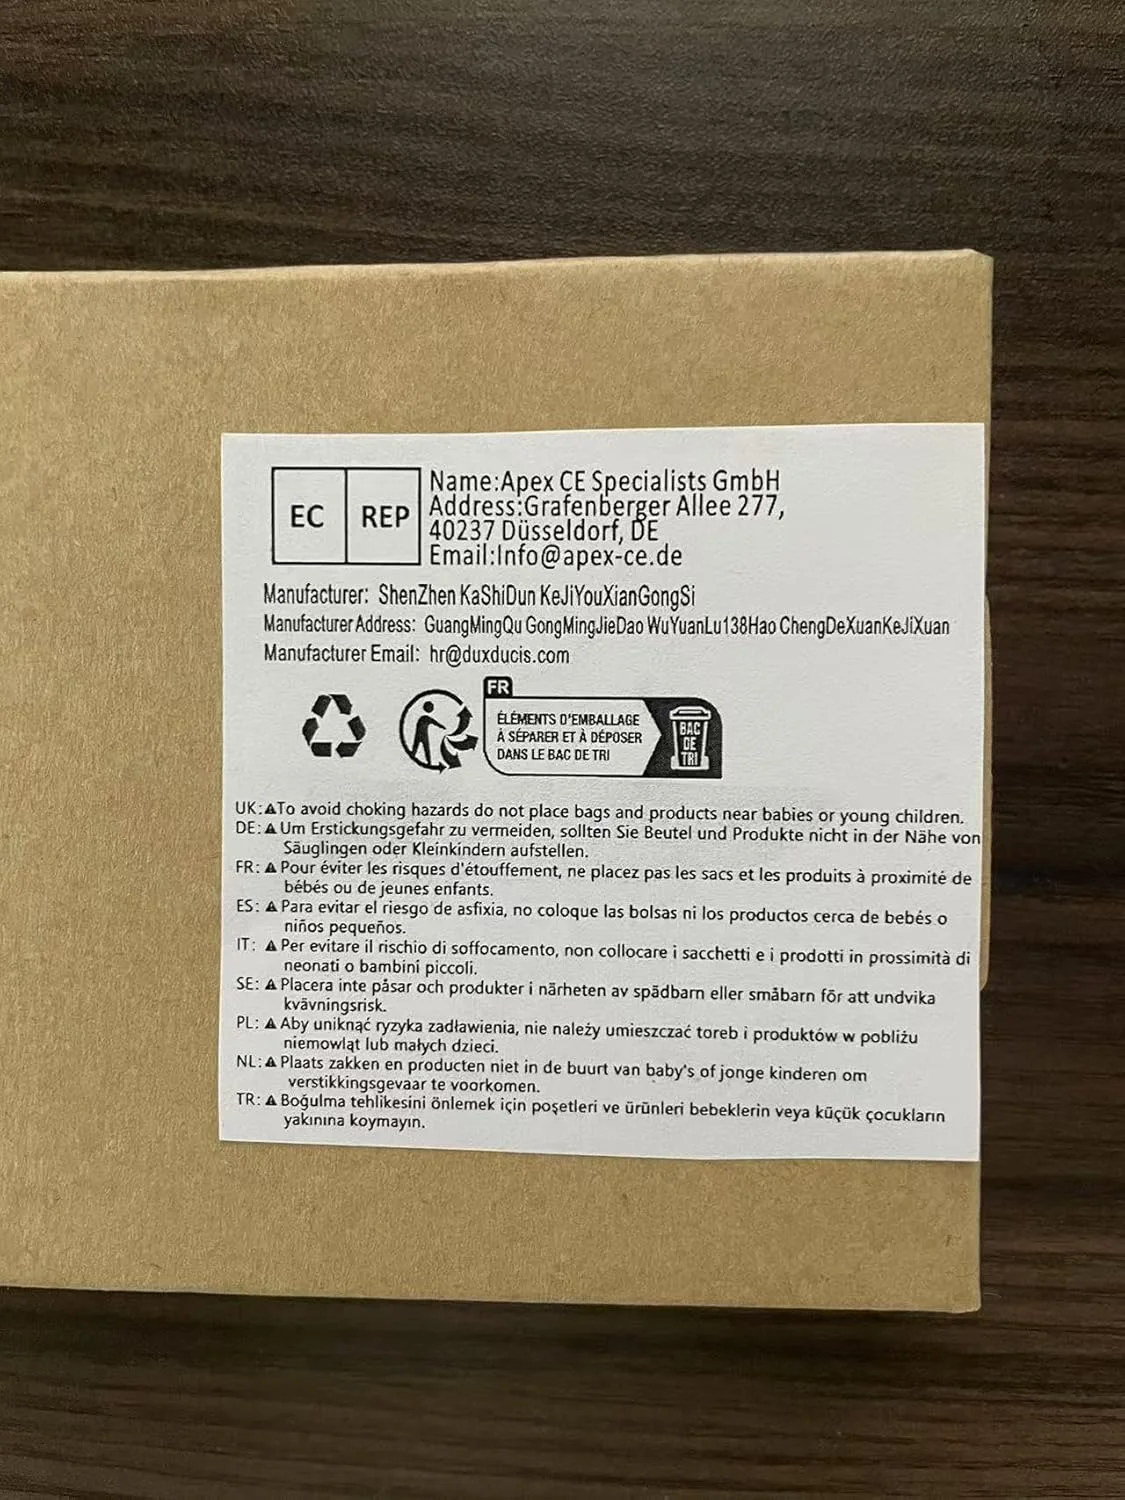 EC REP
Name:Apex CE Specialists GmbH
Address:Grafenberger Allee 277,
40237 Düsseldorf, DE
Email:Info@apex-ce.de
Manufacturer: ShenZhen KaShiDun KeJiYouXianGongSi
Manufacturer Address: GuangMingQu GongMingJieDao WuYuanLu138Hao ChengDeXuanKeJiXuan
Manufacturer Email: hr@duxducis.com
FR
ÉLÉMENTS D'EMBALLAGE
À SÉPARER ET À DÉPOSER
DANS LE BAC DE TRI
BAC
DE
TRI
UK:⚠To avoid choking hazards do not place bags and products near babies or young children.
DE:⚠Um Erstickungsgefahr zu vermeiden, sollten Sie Beutel und Produkte nicht in der Nähe von
Säuglingen oder Kleinkindern aufstellen.
FR: ⚠Pour éviter les risques d'étouffement, ne placez pas les sacs et les produits à proximité de
bébés ou de jeunes enfants.
ES: ⚠Para evitar el riesgo de asfixia, no coloque las bolsas ni los productos cerca de bebés o
niños pequeños.
IT: ⚠Per evitare il rischio di soffocamento, non collocare i sacchetti e i prodotti in prossimità di
neonati o bambini piccoli.
SE: ⚠Placera inte påsar och produkter i närheten av spädbarn eller småbarn för att undvika
kvävningsrisk.
PL: ⚠Aby uniknąć ryzyka zadławienia, nie należy umieszczać toreb i produktów w pobliżu
niemowląt lub małych dzieci.
NL:⚠Plaats zakken en producten niet in de buurt van baby's of jonge kinderen om
verstikkingsgevaar te voorkomen.
TR: ⚠Boğulma tehlikesini önlemek için poşetleri ve ürünleri bebeklerin veya küçük çocukların
yakınına koymayın.